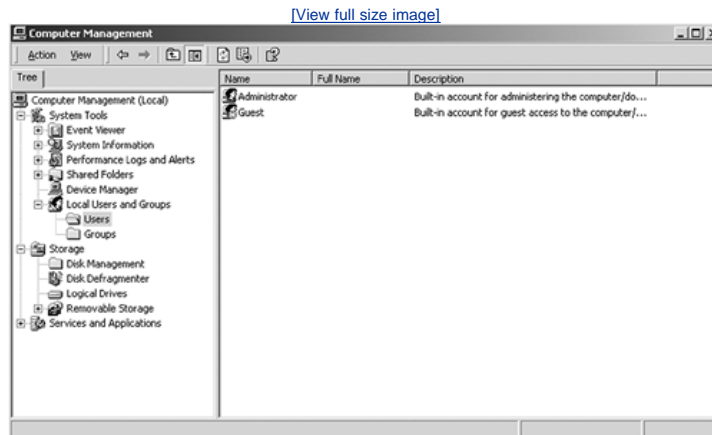 [View full size image]
Computer Management
Action View
Tree
Name Full Name Description
Computer Management (Local)
System Tools
Event Viewer
System Information
Performance Logs and Alerts
Shared Folders
Device Manager
Local Users and Groups
Users
Groups
Storage
Disk Management
Disk Defragmenter
Logical Drives
Removable Storage
Services and Applications
Administrator Built-in account for administering the computer/do...
Guest Built-in account for guest access to the computer/...